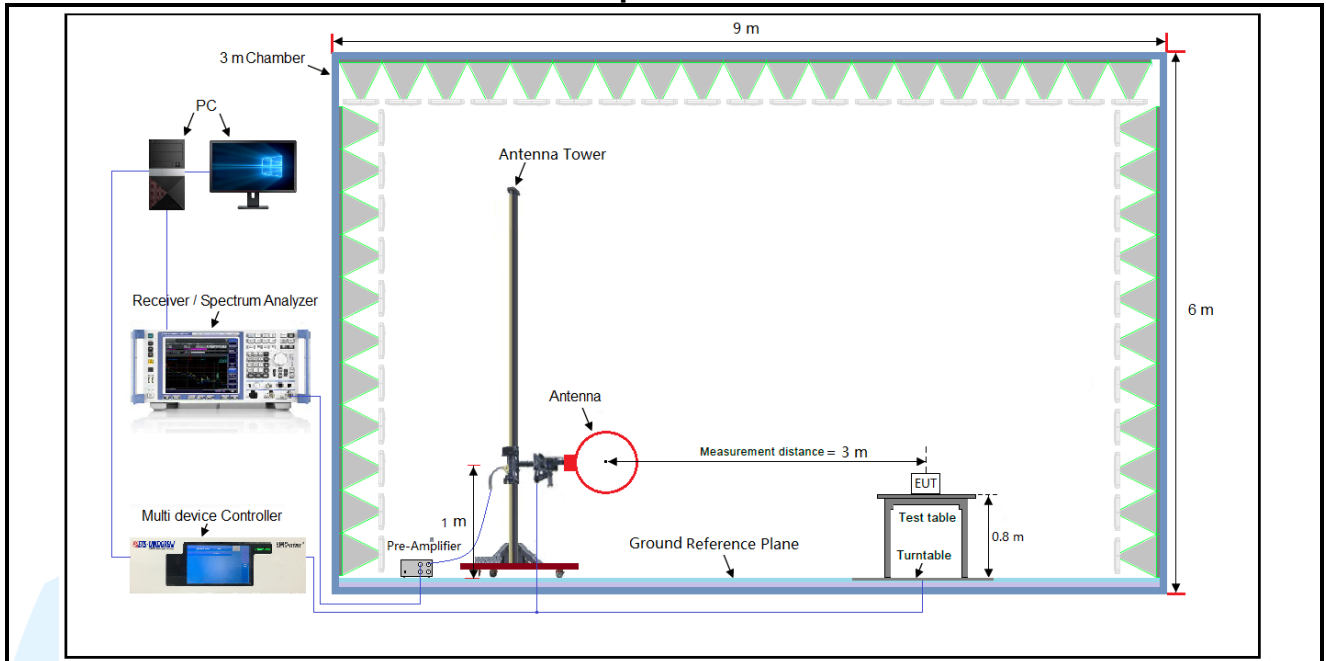 9 m
3 m Chamber
PC
Antenna Tower
6 m
Receiver / Spectrum Analyzer
Antenna
Measurement distance = 3 m
EUT
Multi device Controller
1 m
Test table
Pre-Amplifier
Ground Reference Plane
0.8 m
Turntable